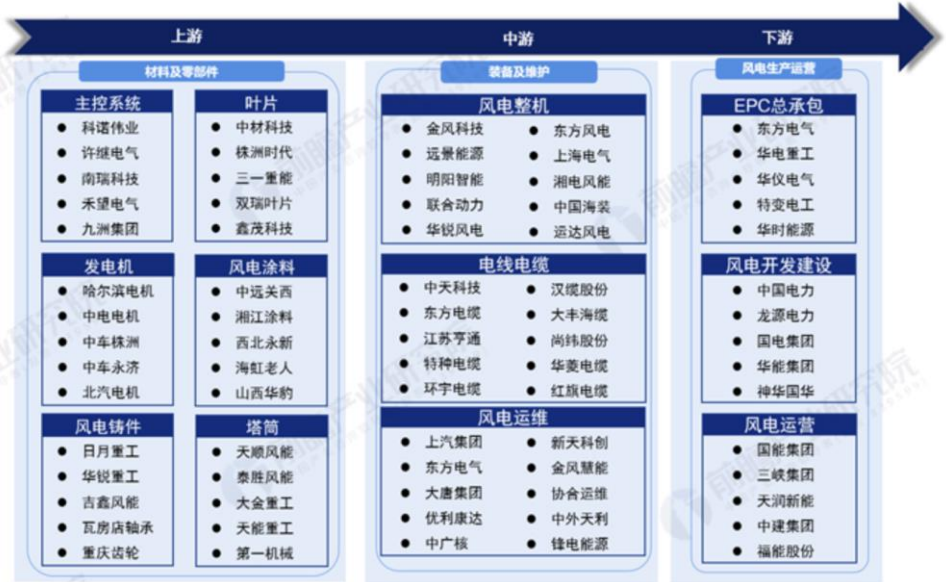 上游
中游
下游
材料及零部件
主控系统
科诺伟业
许继电气
南瑞科技
禾望电气
九洲集团
叶片
中材科技
株洲时代
三一重能
双瑞叶片
鑫茂科技
发电机
哈尔滨电机
中电电机
中车株洲
中车永济
北汽电机
风电涂料
中远关西
湘江涂料
西北永新
海虹老人
山西华豹
风电铸件
日月重工
华锐重工
吉鑫风能
瓦房店轴承
重庆齿轮
塔筒
天顺风能
泰胜风能
大金重工
天能重工
第一机械
装备及维护
风电整机
金风科技
东方风电
远景能源
上海电气
明阳智能
湘电风能
联合动力
中国海装
华锐风电
运达风电
电线电缆
中天科技
汉缆股份
东方电缆
大丰海缆
江苏亨通
尚纬股份
特种电缆
华菱电缆
环宇电缆
红旗电缆
风电运维
上汽集团
新天科创
东方电气
金风慧能
大唐集团
协合运维
优利康达
中外天利
中广核
锋电能源
风电生产运营
EPC总承包
东方电气
华电重工
华仪电气
特变电工
华时能源
风电开发建设
中国电力
龙源电力
国电集团
华能集团
神华国华
风电运营
国能集团
三峡集团
天润新能
中建集团
福能股份
前瞻产业研究院